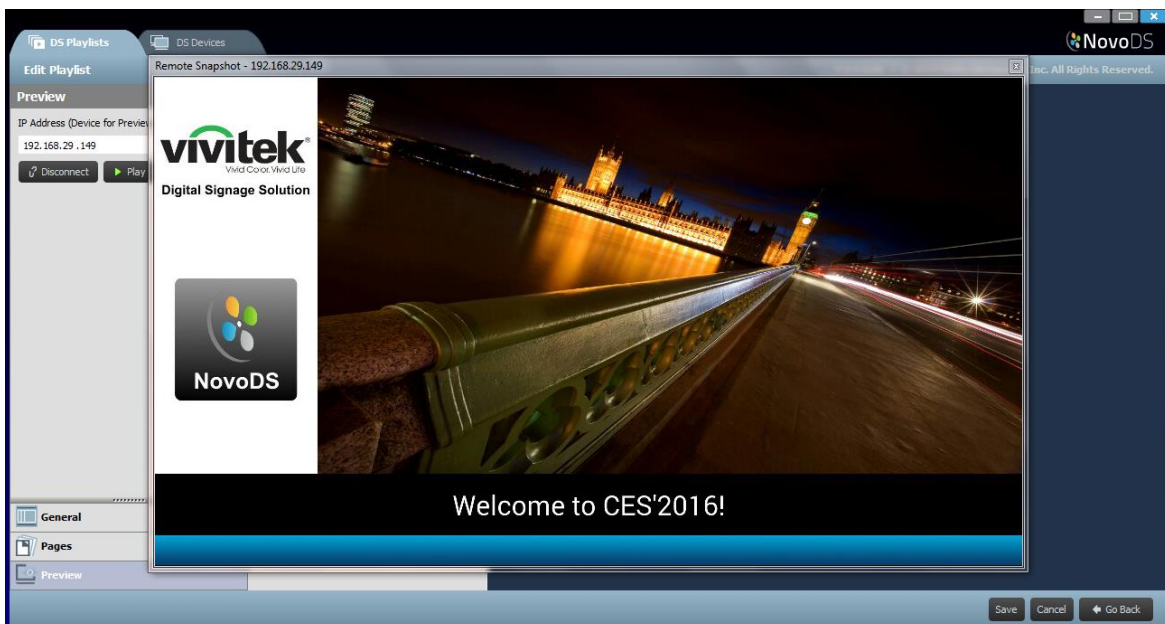 DS Playlists
DS Devices
NovoDS
Edit Playlist
Remote Snapshot - 192.168.29.149
Inc. All Rights Reserved.
Preview
IP Address (Device for Preview
192.168.29 .149
Disconnect
Play
vivitek®
Vivid Color. Vivid Life
Digital Signage Solution
NovoDS
Welcome to CES'2016!
General
Pages
Preview
Save
Cancel
Go Back